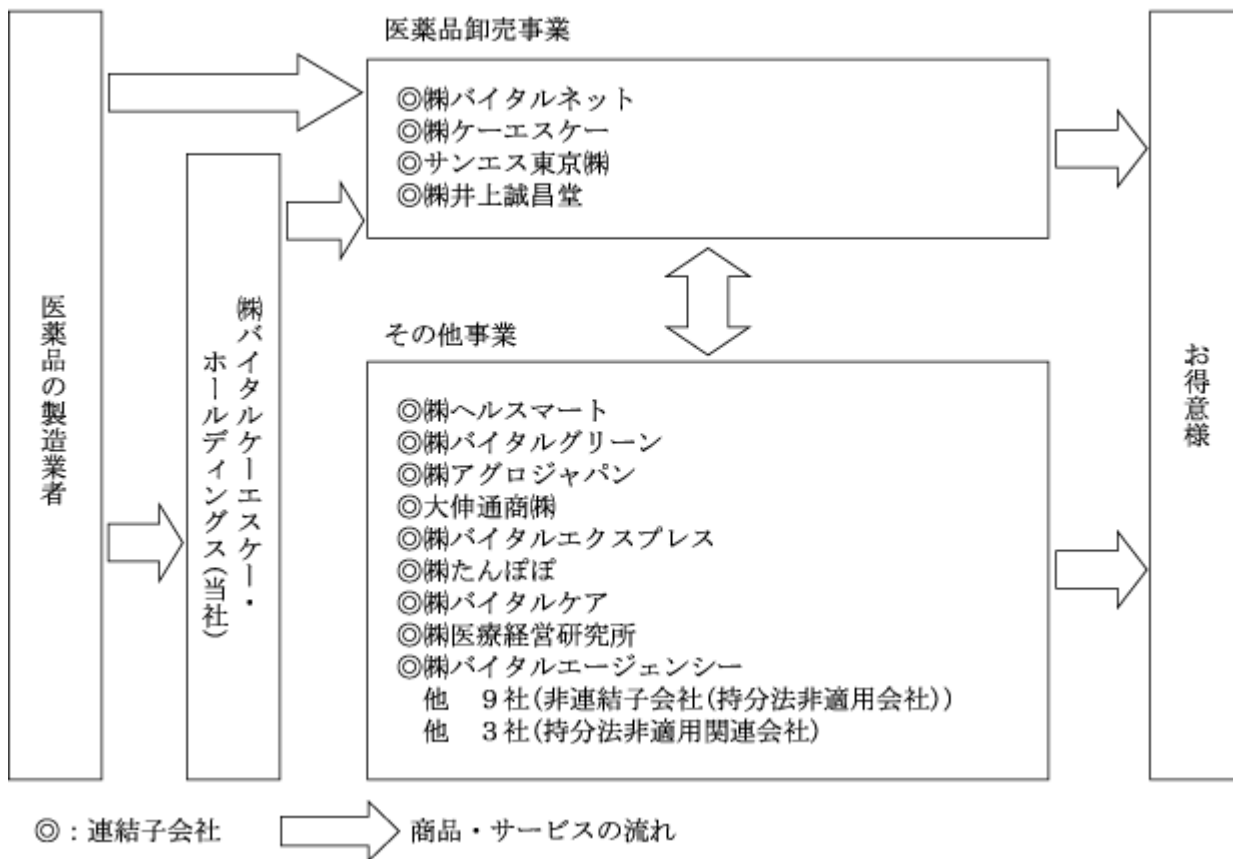 医薬品の製造業者
㈱バイタルケーエスケー・
ホールディングス(当社)
医薬品卸売事業
◎㈱バイタルネット
◎㈱ケーエスケー
◎サンエス東京㈱
◎㈱井上誠昌堂
その他事業
◎㈱ヘルスマート
◎㈱バイタルグリーン
◎㈱アグロジャパン
◎大伸通商㈱
◎㈱バイタルエクスプレス
◎㈱たんぽぽ
◎㈱バイタルケア
◎㈱医療経営研究所
◎㈱バイタルエージェンシー
他 9社(非連結子会社(持分法非適用会社))
他 3社(持分法非適用関連会社)
お得意様
◎:連結子会社 商品・サービスの流れ